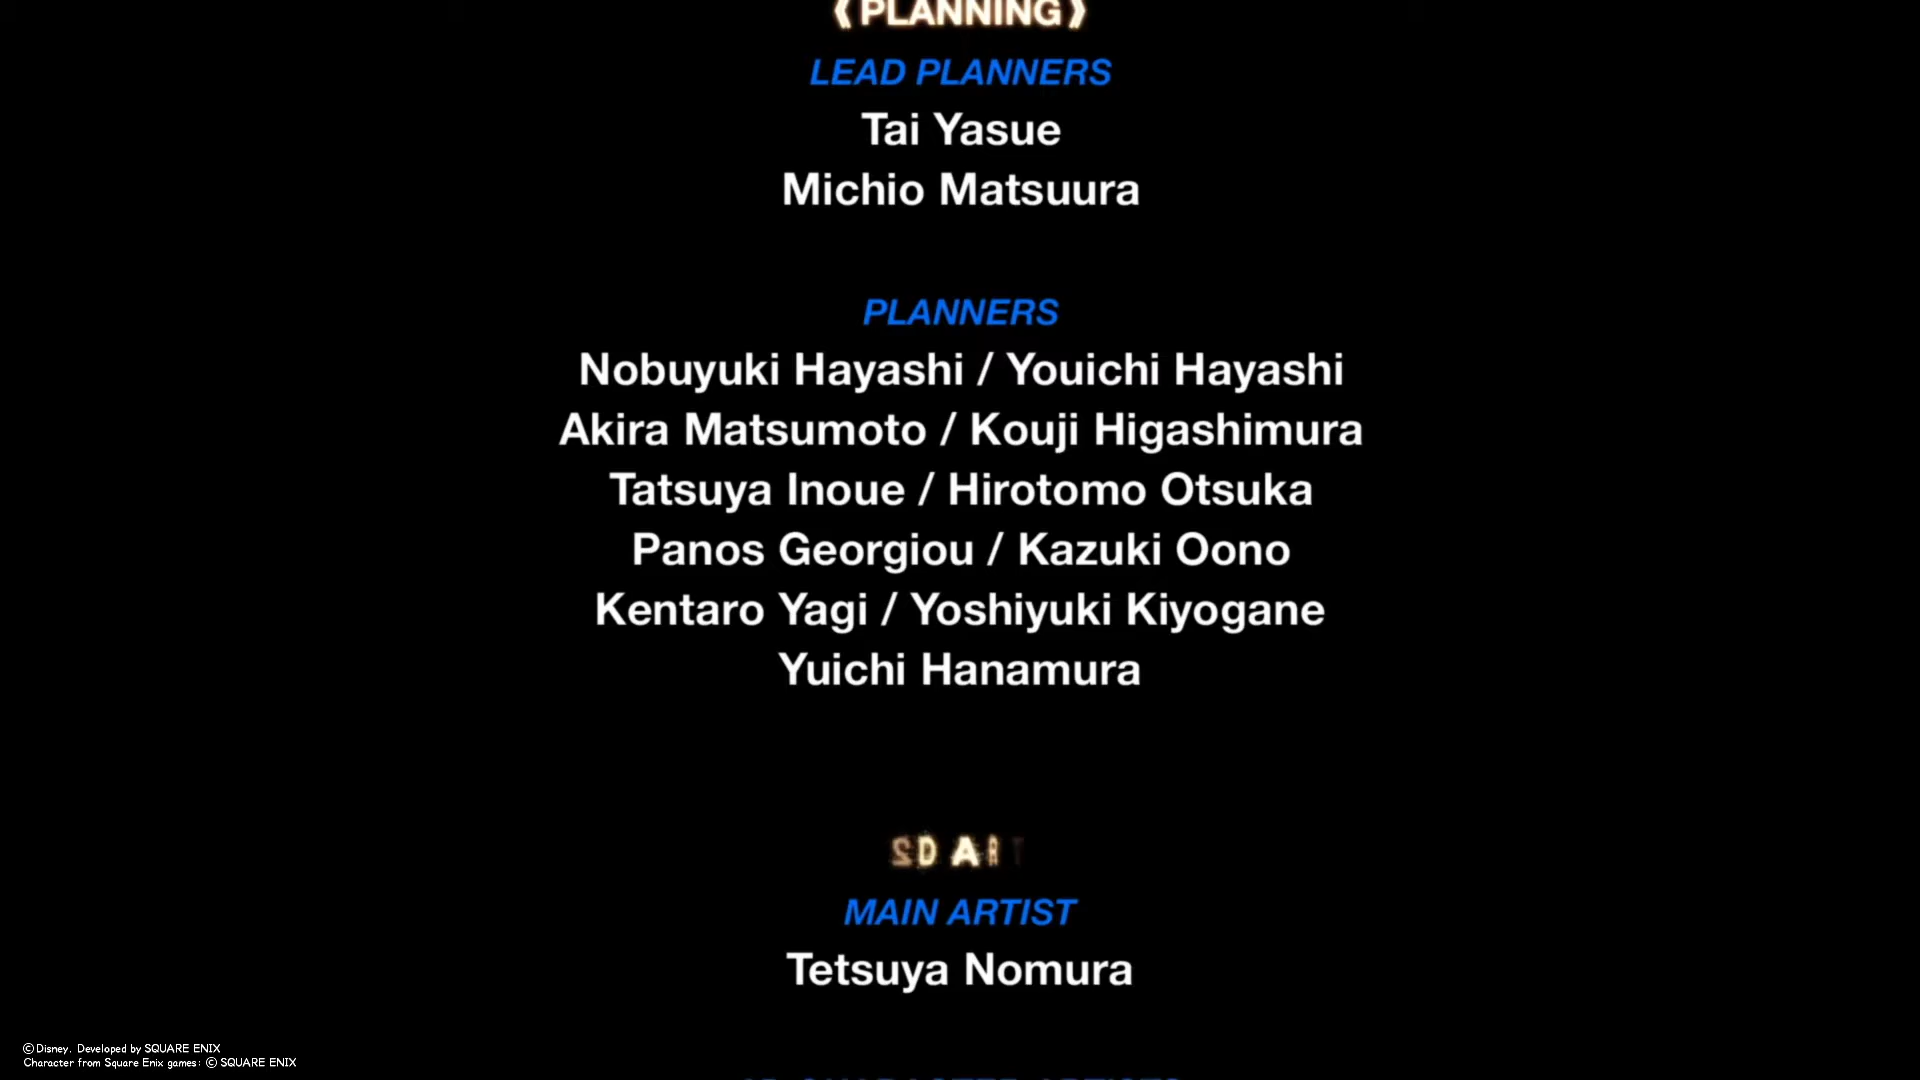 《PLANNING》
LEAD PLANNERS
Tai Yasue
Michio Matsuura
PLANNERS
Nobuyuki Hayashi / Youichi Hayashi
Akira Matsumoto / Kouji Higashimura
Tatsuya Inoue / Hirotomo Otsuka
Panos Georgiou / Kazuki Oono
Kentaro Yagi / Yoshiyuki Kiyogane
Yuichi Hanamura
2D ART
MAIN ARTIST
Tetsuya Nomura
©Disney. Developed by SQUARE ENIX
Character from Square Enix games: © SQUARE ENIX